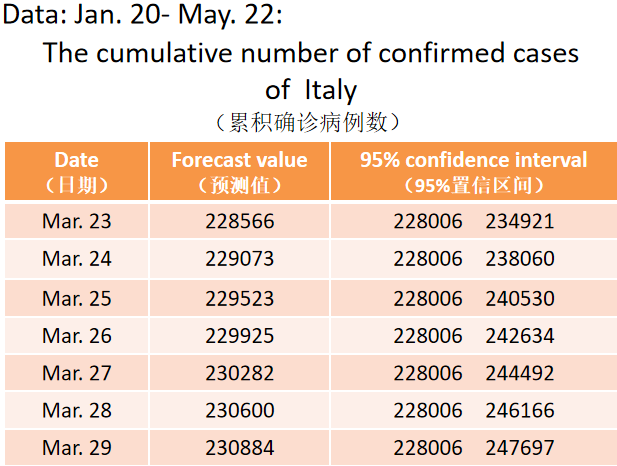 Data: Jan. 20- May. 22:
The cumulative number of confirmed cases
of Italy
（累积确诊病例数）
Date Forecast value 95% confidence interval
（日期） （预测值） （95%置信区间）
Mar. 23 228566 228006 234921
Mar. 24 229073 228006 238060
Mar. 25 229523 228006 240530
Mar. 26 229925 228006 242634
Mar. 27 230282 228006 244492
Mar. 28 230600 228006 246166
Mar. 29 230884 228006 247697